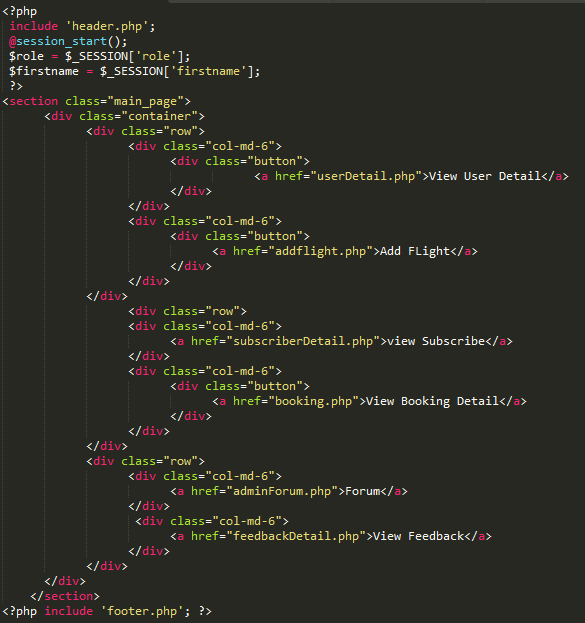 <?php
include 'header.php';
@session_start();
$role = $_SESSION['role'];
$firstname = $_SESSION['firstname'];
?>
<section class="main_page">
<div class="container">
<div class="row">
<div class="col-md-6">
<div class="button">
<a href="userDetail.php">View User Detail</a>
</div>
</div>
<div class="col-md-6">
<div class="button">
<a href="addflight.php">Add FLight</a>
</div>
</div>
</div>
<div class="row">
<div class="col-md-6">
<a href="subscriberDetail.php">view Subscribe</a>
</div>
<div class="col-md-6">
<div class="button">
<a href="booking.php">View Booking Detail</a>
</div>
</div>
</div>
<div class="row">
<div class="col-md-6">
<a href="adminForum.php">Forum</a>
</div>
<div class="col-md-6">
<a href="feedbackDetail.php">View Feedback</a>
</div>
</div>
</div>
</section>
<?php include 'footer.php'; ?>